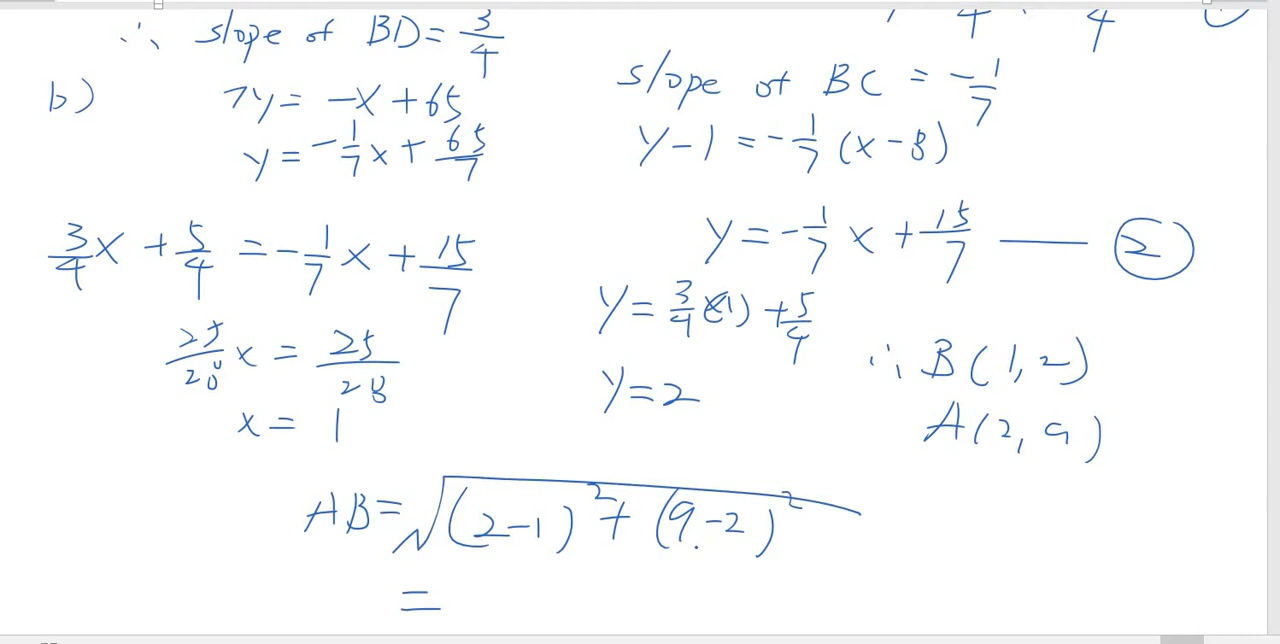 ∴ slope of BD = 3/4
b) 7y = -x + 65
y = -1/7 x + 65/7
3/4 x + 5/4 = -1/7 x + 15/7
25/28 x = 25/28
x = 1
slope of BC = -1/7
y - 1 = -1/7 (x - 8)
y = -1/7 x + 15/7 —— ②
y = 3/4 (1) + 5/4
y = 2
∴ B(1, 2)
A(2, 9)
AB = √((2-1)² + (9-2)²)
=